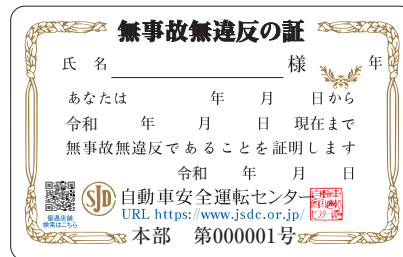 無事故無違反の証
氏 名 様 年
あなたは 年 月 日から
令和 年 月 日 現在まで
無事故無違反であることを証明します
令和 年 月 日
SJD 自動車安全運転センター
URL https://www.jsdc.or.jp/
優遇店舗
検索はこちら
本部 第000001号